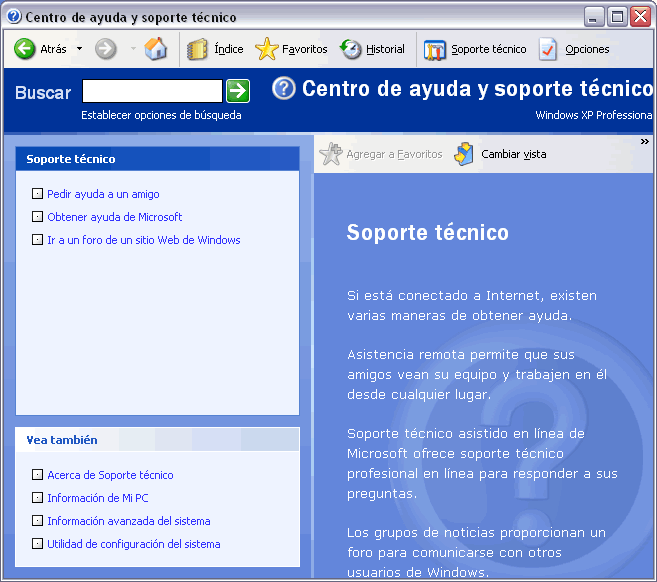 Centro de ayuda y soporte técnico
Atrás
Índice
Favoritos
Historial
Soporte técnico
Opciones
Buscar
Centro de ayuda y soporte técnico
Establecer opciones de búsqueda
Windows XP Professiona
Soporte técnico
Pedir ayuda a un amigo
Obtener ayuda de Microsoft
Ir a un foro de un sitio Web de Windows
Vea también
Acerca de Soporte técnico
Información de Mi PC
Información avanzada del sistema
Utilidad de configuración del sistema
Agregar a Favoritos
Cambiar vista
»
Soporte técnico
Si está conectado a Internet, existen
varias maneras de obtener ayuda.
Asistencia remota permite que sus
amigos vean su equipo y trabajen en él
desde cualquier lugar.
Soporte técnico asistido en línea de
Microsoft ofrece soporte técnico
profesional en línea para responder a sus
preguntas.
Los grupos de noticias proporcionan un
foro para comunicarse con otros
usuarios de Windows.